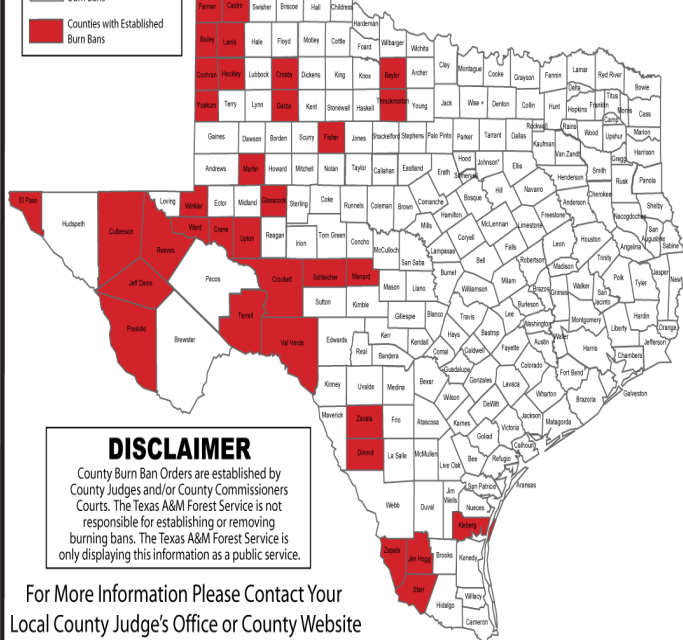 Burn Bans
Counties with Established
Burn Bans
Parmer Castro Swisher Briscoe Hall Childress
Hardeman
Bailey Lamb Hale Floyd Motley Cottle Foard Wilbarger Wichita
Cochran Hockley Lubbock Crosby Dickens King Knox Baylor Archer Clay Montague Cooke Grayson Fannin Lamar Red River Bowie
Delta Titus
Yoakum Terry Lynn Garza Kent Stonewall Haskell Throckmorton Young Jack Wise + Denton Collin Hunt Hopkins Franklin Morris Cass
Camp
Rockwall Rains Wood Upshur Marion
Gaines Dawson Borden Scurry Fisher Jones Shackelford Stephens Palo Pinto Parker Tarrant Dallas Kaufman Van Zandt Gregg Harrison
Andrews Martin Howard Mitchell Nolan Taylor Callahan Eastland Erath Hood Somervell Johnson* Ellis Henderson Smith Rusk Panola
El Paso Hudspeth Culberson Loving Winkler Ector Midland Glasscock Sterling Coke Runnels Coleman Brown Comanche Bosque Hill Navarro Anderson Cherokee Shelby
Hamilton Freestone Nacogdoches
Reeves Ward Crane Upton Reagan Irion Tom Green Concho McCulloch Mills Coryell McLennan Limestone Leon Houston Angelina San Augustine Sabine
Jeff Davis Pecos Crockett Schleicher Menard San Saba Lampasas Bell Falls Robertson Madison Trinity Polk Tyler Jasper Newt
Mason Llano Burnet Williamson Milam Brazos Grimes Walker San Jacinto
Presidio Brewster Terrell Sutton Kimble Gillespie Blanco Travis Lee Burleson Washington Montgomery Liberty Hardin Orange
Val Verde Edwards Real Kerr Bandera Kendall Hays Comal Caldwell Bastrop Fayette Austin Waller Harris Chambers Jefferson
Kinney Uvalde Medina Bexar Guadalupe Gonzales Lavaca Colorado Fort Bend Brazoria Galveston
Wilson Wharton
Maverick Zavala Frio Atascosa Karnes DeWitt Jackson Matagorda
Goliad Victoria Calhoun
Dimmit La Salle McMullen Live Oak Bee Refugio Aransas
San Patricio
Webb Duval Jim Wells Nueces
Kleberg
Zapata Jim Hogg Brooks Kenedy
Starr Hidalgo Willacy
Cameron
DISCLAIMER
County Burn Ban Orders are established by
County Judges and/or County Commissioners
Courts. The Texas A&M Forest Service is not
responsible for establishing or removing
burning bans. The Texas A&M Forest Service is
only displaying this information as a public service.
For More Information Please Contact Your
Local County Judge's Office or County Website